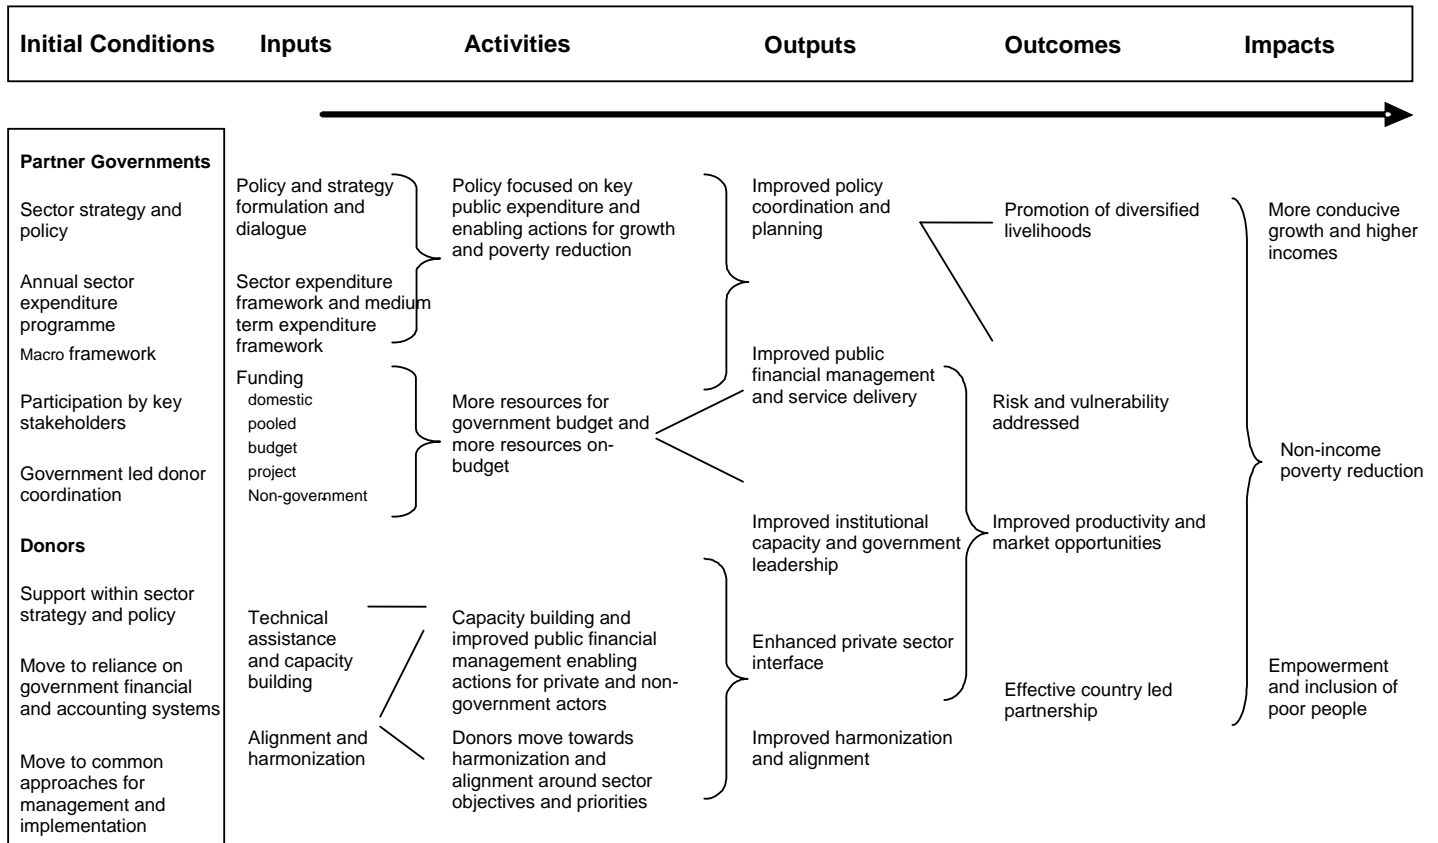 Initial Conditions
Inputs
Activities
Outputs
Outcomes
Impacts
Partner Governments
Sector strategy and
policy
Annual sector
expenditure
programme
Macro framework
Participation by key
stakeholders
Government led donor
coordination
Donors
Support within sector
strategy and policy
Move to reliance on
government financial
and accounting systems
Move to common
approaches for
management and
implementation
Policy and strategy
formulation and
dialogue
Sector expenditure
framework and medium
term expenditure
framework
Funding
domestic
pooled
budget
project
Non-government
Technical
assistance
and capacity
building
Alignment and
harmonization
Policy focused on key
public expenditure and
enabling actions for growth
and poverty reduction
More resources for
government budget and
more resources on-
budget
Capacity building and
improved public financial
management enabling
actions for private and non-
government actors
Donors move towards
harmonization and
alignment around sector
objectives and priorities
Improved policy
coordination and
planning
Improved public
financial management
and service delivery
Improved institutional
capacity and government
leadership
Enhanced private sector
interface
Improved harmonization
and alignment
Promotion of diversified
livelihoods
Risk and vulnerability
addressed
Improved productivity and
market opportunities
Effective country led
partnership
More conducive
growth and higher
incomes
Non-income
poverty reduction
Empowerment
and inclusion of
poor people